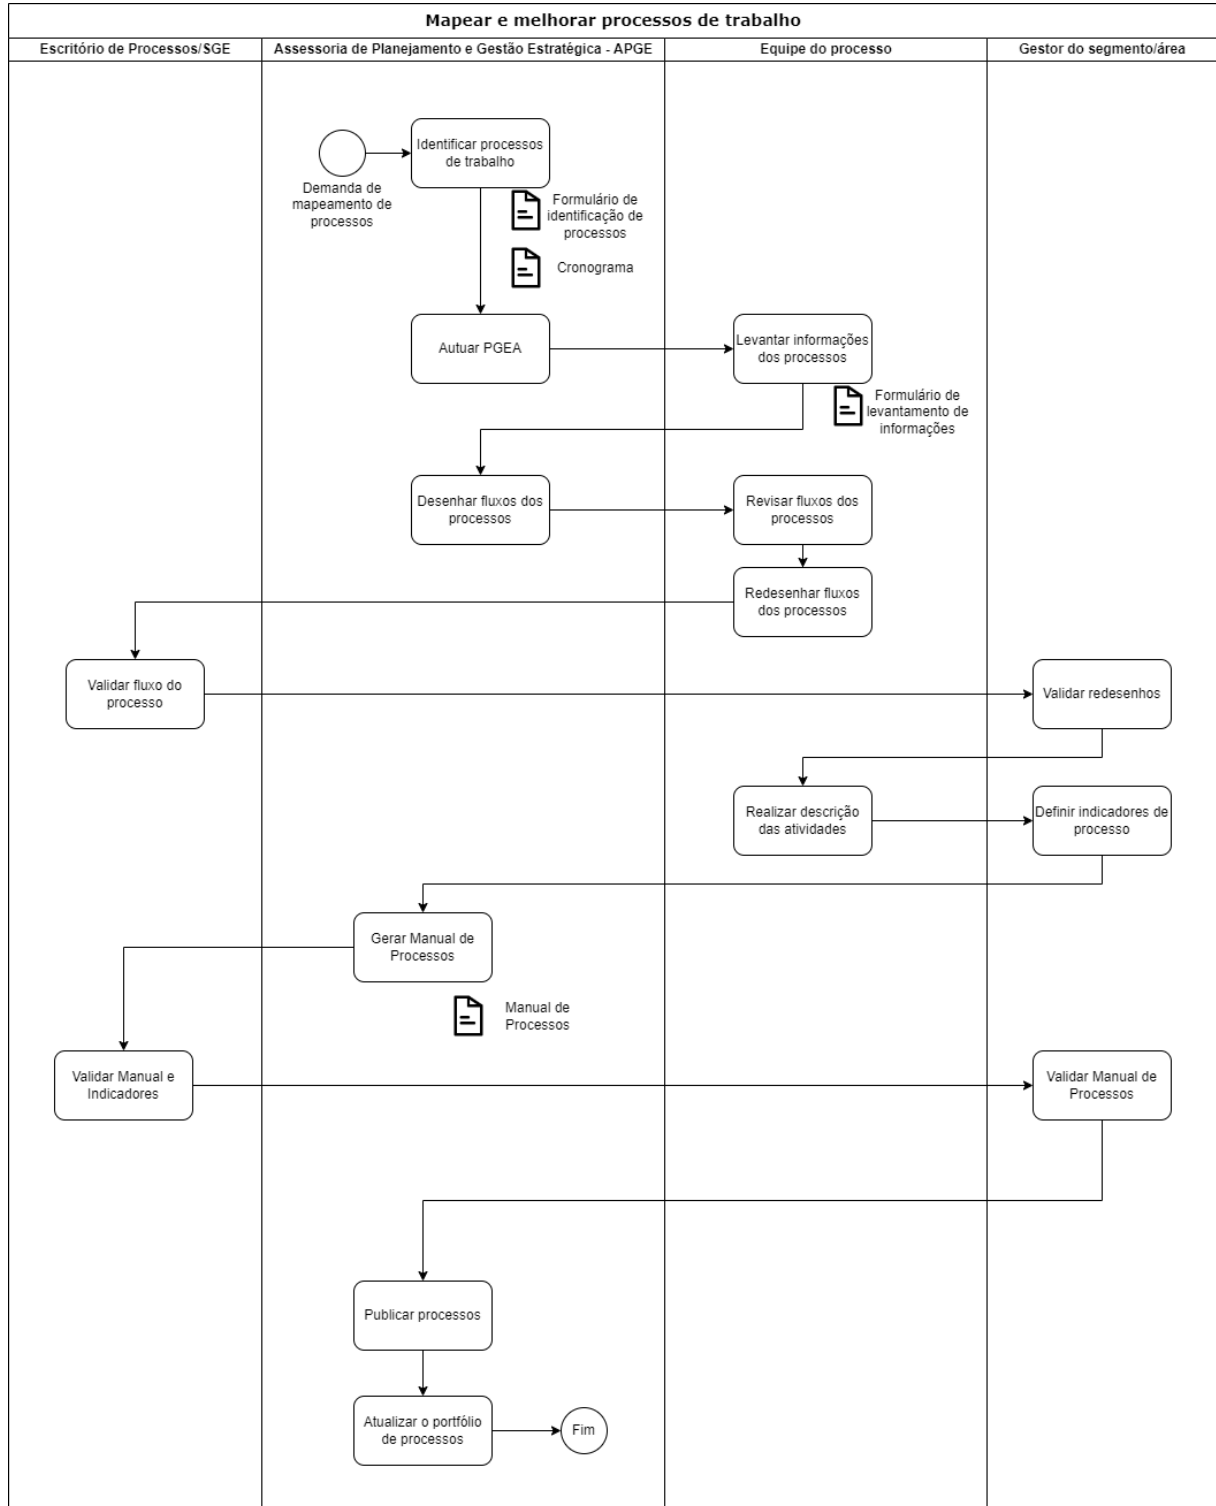 Mapear e melhorar processos de trabalho
Escritório de Processos/SGE
Assessoria de Planejamento e Gestão Estratégica - APGE
Equipe do processo
Gestor do segmento/área
Demanda de
mapeamento de
processos
Identificar processos
de trabalho
Formulário de
identificação de
processos
Cronograma
Autuar PGEA
Levantar informações
dos processos
Formulário de
levantamento de
informações
Desenhar fluxos dos
processos
Revisar fluxos dos
processos
Redesenhar fluxos
dos processos
Validar fluxo do
processo
Validar redesenhos
Realizar descrição
das atividades
Definir indicadores de
processo
Gerar Manual de
Processos
Manual de
Processos
Validar Manual e
Indicadores
Validar Manual de
Processos
Publicar processos
Atualizar o portfólio
de processos
Fim